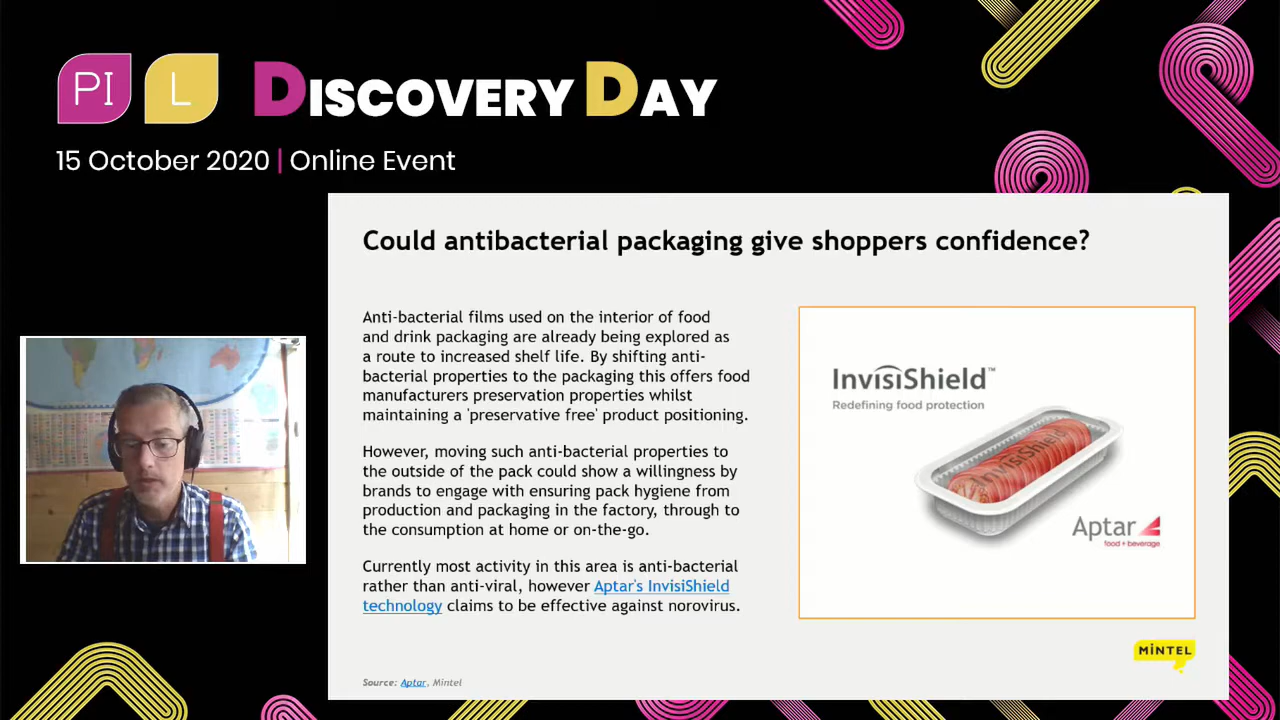 PI L DISCOVERY DAY
15 October 2020 | Online Event
Could antibacterial packaging give shoppers confidence?
Anti-bacterial films used on the interior of food
and drink packaging are already being explored as
a route to increased shelf life. By shifting anti-
bacterial properties to the packaging this offers food
manufacturers preservation properties whilst
maintaining a 'preservative free' product positioning.
However, moving such anti-bacterial properties to
the outside of the pack could show a willingness by
brands to engage with ensuring pack hygiene from
production and packaging in the factory, through to
the consumption at home or on-the-go.
Currently most activity in this area is anti-bacterial
rather than anti-viral, however Aptar's InvisiShield
technology claims to be effective against norovirus.
InvisiShield™
Redefining food protection
InvisiShield
Aptar
food + beverage
MiNTEL
Source: Aptar, Mintel